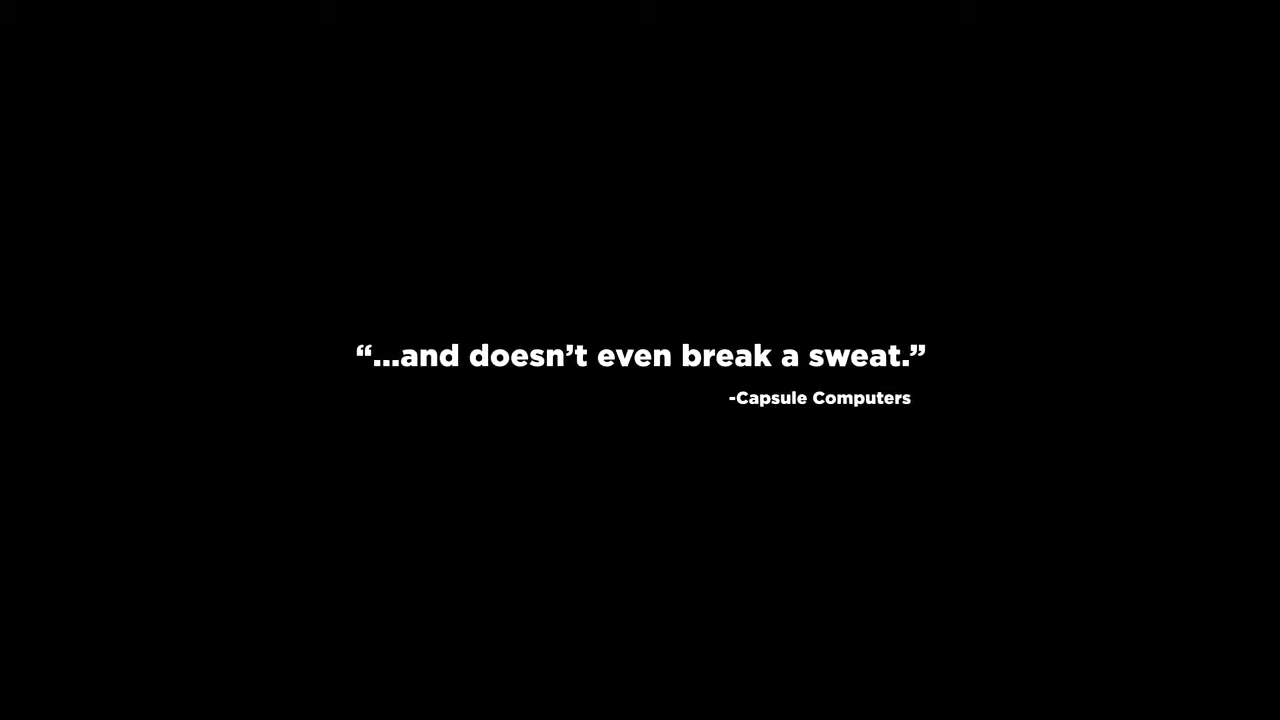 “...and doesn’t even break a sweat.”
-Capsule Computers